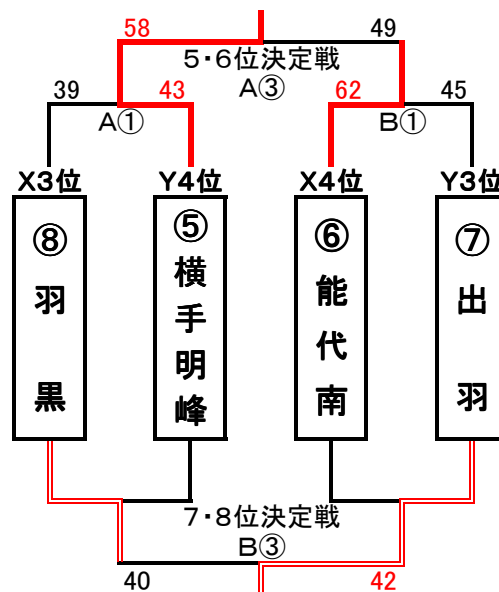 58 49
5・6位決定戦
A③
39 43 62 45
A① B①
X3位 Y4位 X4位 Y3位
⑧羽黒
⑤横手明峰
⑥能代南
⑦出羽
7・8位決定戦
B③
40 42